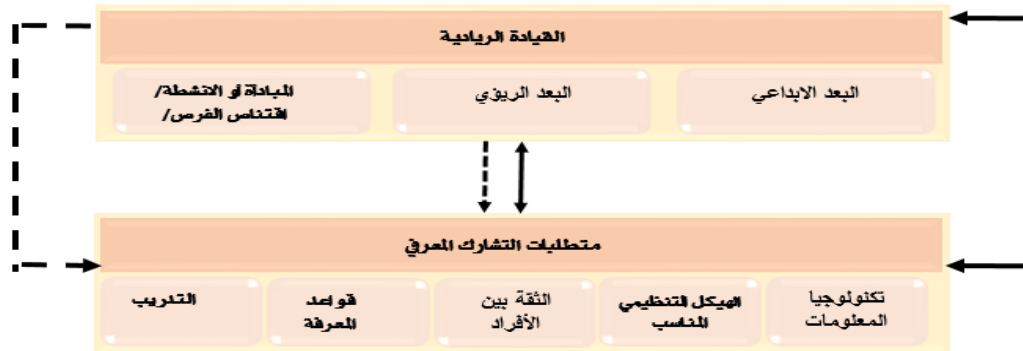 القيادة الريادية
البعد الابداعي
البعد الريؤي
المبادأة أو الانشطة/
اقتناص الفرص/
متطلبات التشارك المعرفي
تكنولوجيا
المعلومات
الهيكل التنظيمي
المناسب
الثقة بين
الأفراد
قواعد
المعرفة
التدريب